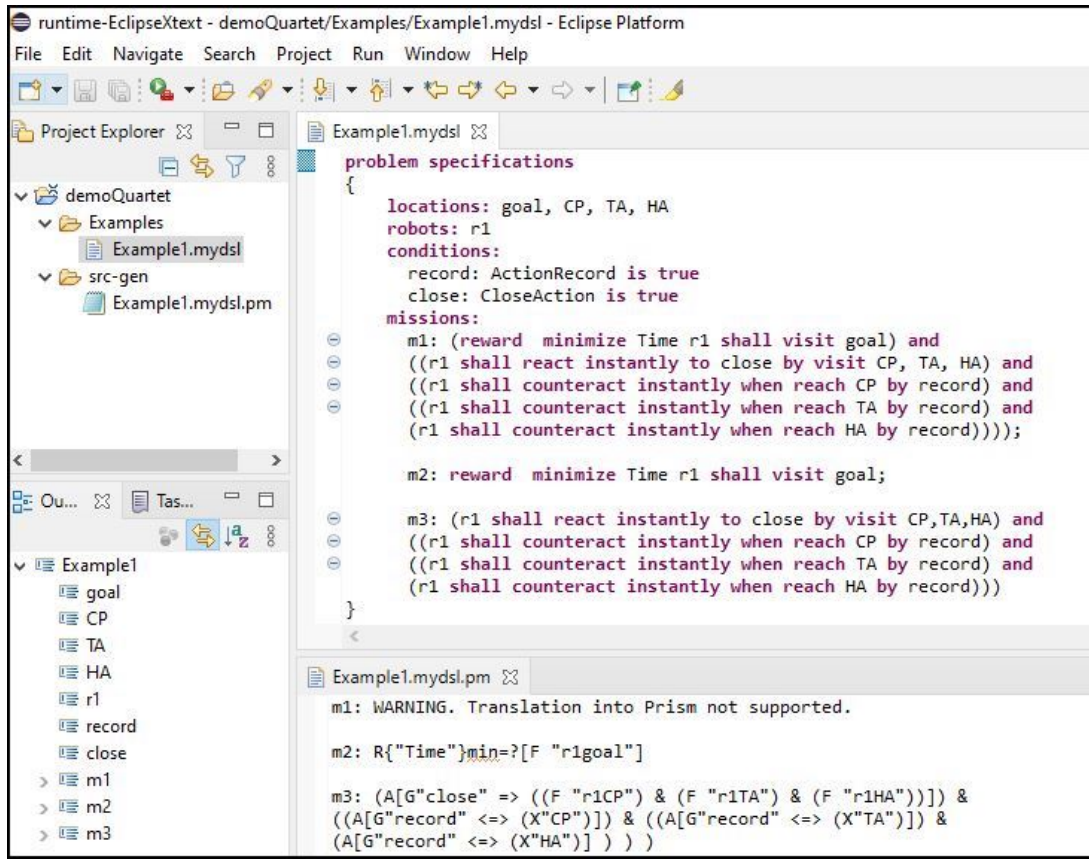 runtime-EclipseXtext - demoQuartet/Examples/Example1.mydsl - Eclipse Platform
File Edit Navigate Search Project Run Window Help
Project Explorer
demoQuartet
Examples
Example1.mydsl
src-gen
Example1.mydsl.pm
Example1.mydsl
problem specifications
{
locations: goal, CP, TA, HA
robots: r1
conditions:
record: ActionRecord is true
close: CloseAction is true
missions:
m1: (reward  minimize Time r1 shall visit goal) and
((r1 shall react instantly to close by visit CP, TA, HA) and
((r1 shall counteract instantly when reach CP by record) and
((r1 shall counteract instantly when reach TA by record) and
(r1 shall counteract instantly when reach HA by record))));
m2: reward  minimize Time r1 shall visit goal;
m3: (r1 shall react instantly to close by visit CP,TA,HA) and
((r1 shall counteract instantly when reach CP by record) and
((r1 shall counteract instantly when reach TA by record) and
(r1 shall counteract instantly when reach HA by record)))
}
Ou... Tas...
Example1
goal
CP
TA
HA
r1
record
close
m1
m2
m3
Example1.mydsl.pm
m1: WARNING. Translation into Prism not supported.
m2: R{"Time"}min=?[F "r1goal"]
m3: (A[G"close" => ((F "r1CP") & (F "r1TA") & (F "r1HA"))]) &
((A[G"record" <=> (X"CP")]) & ((A[G"record" <=> (X"TA")]) &
(A[G"record" <=> (X"HA")] ) ) )